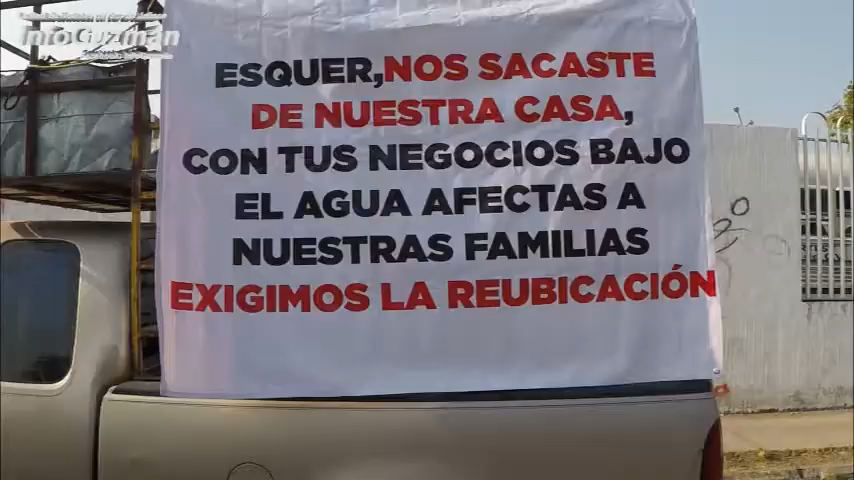 InfoGuzmán
ESQUER,NOS SACASTE
DE NUESTRA CASA,
CON TUS NEGOCIOS BAJO
EL AGUA AFECTAS A
NUESTRAS FAMILIAS
EXIGIMOS LA REUBICACIÓN